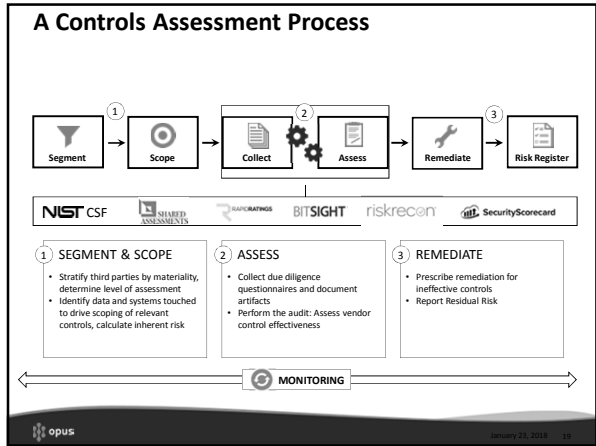 A Controls Assessment Process
1
2
3
Segment
Scope
Collect
Assess
Remediate
Risk Register
NIST CSF
SHARED
ASSESSMENTS
RAPIDRATINGS
BITSIGHT
riskrecon
SecurityScorecard
1 SEGMENT & SCOPE
• Stratify third parties by materiality,
determine level of assessment
• Identify data and systems touched
to drive scoping of relevant
controls, calculate inherent risk
2 ASSESS
• Collect due diligence
questionnaires and document
artifacts
• Perform the audit: Assess vendor
control effectiveness
3 REMEDIATE
• Prescribe remediation for
ineffective controls
• Report Residual Risk
MONITORING
opus
January 23, 2018 19